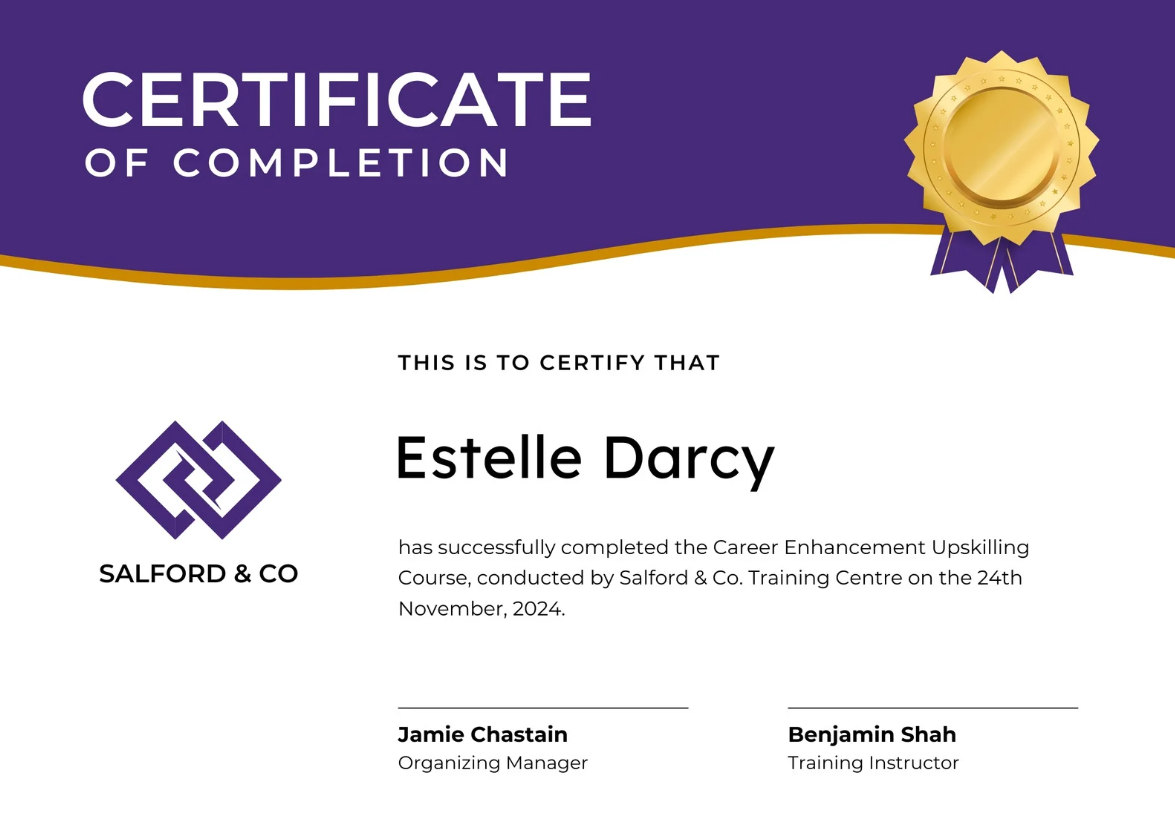 CERTIFICATE
OF COMPLETION
THIS IS TO CERTIFY THAT
Estelle Darcy
SALFORD & CO
has successfully completed the Career Enhancement Upskilling
Course, conducted by Salford & Co. Training Centre on the 24th
November, 2024.
Jamie Chastain
Organizing Manager
Benjamin Shah
Training Instructor